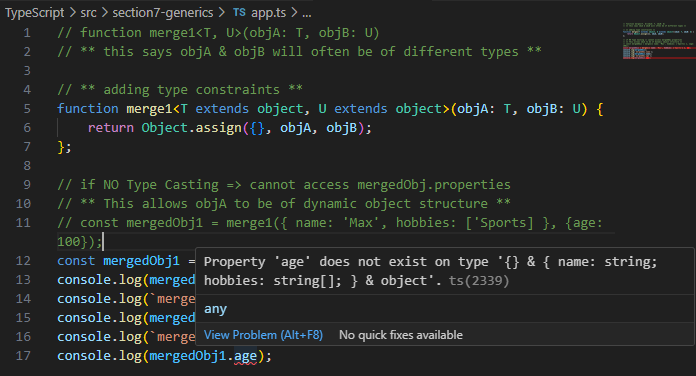 TypeScript > src > section7-generics > TS app.ts > ...
1 // function merge1<T, U>(objA: T, objB: U)
2 // ** this says objA & objB will often be of different types **
3
4 // ** adding type constraints **
5 function merge1<T extends object, U extends object>(objA: T, objB: U) {
6 return Object.assign({}, objA, objB);
7 };
8
9 // if NO Type Casting => cannot access mergedObj.properties
10 // ** This allows objA to be of dynamic object structure **
11 // const mergedObj1 = merge1({ name: 'Max', hobbies: ['Sports] }, {age:
100});
12 const mergedObj1 =
Property 'age' does not exist on type '{} & { name: string;
13 console.log(merged
hobbies: string[]; } & object'. ts(2339)
14 console.log(`merge
any
15 console.log(merged
16 console.log(`merge
View Problem (Alt+F8) No quick fixes available
17 console.log(mergedObj1.age);